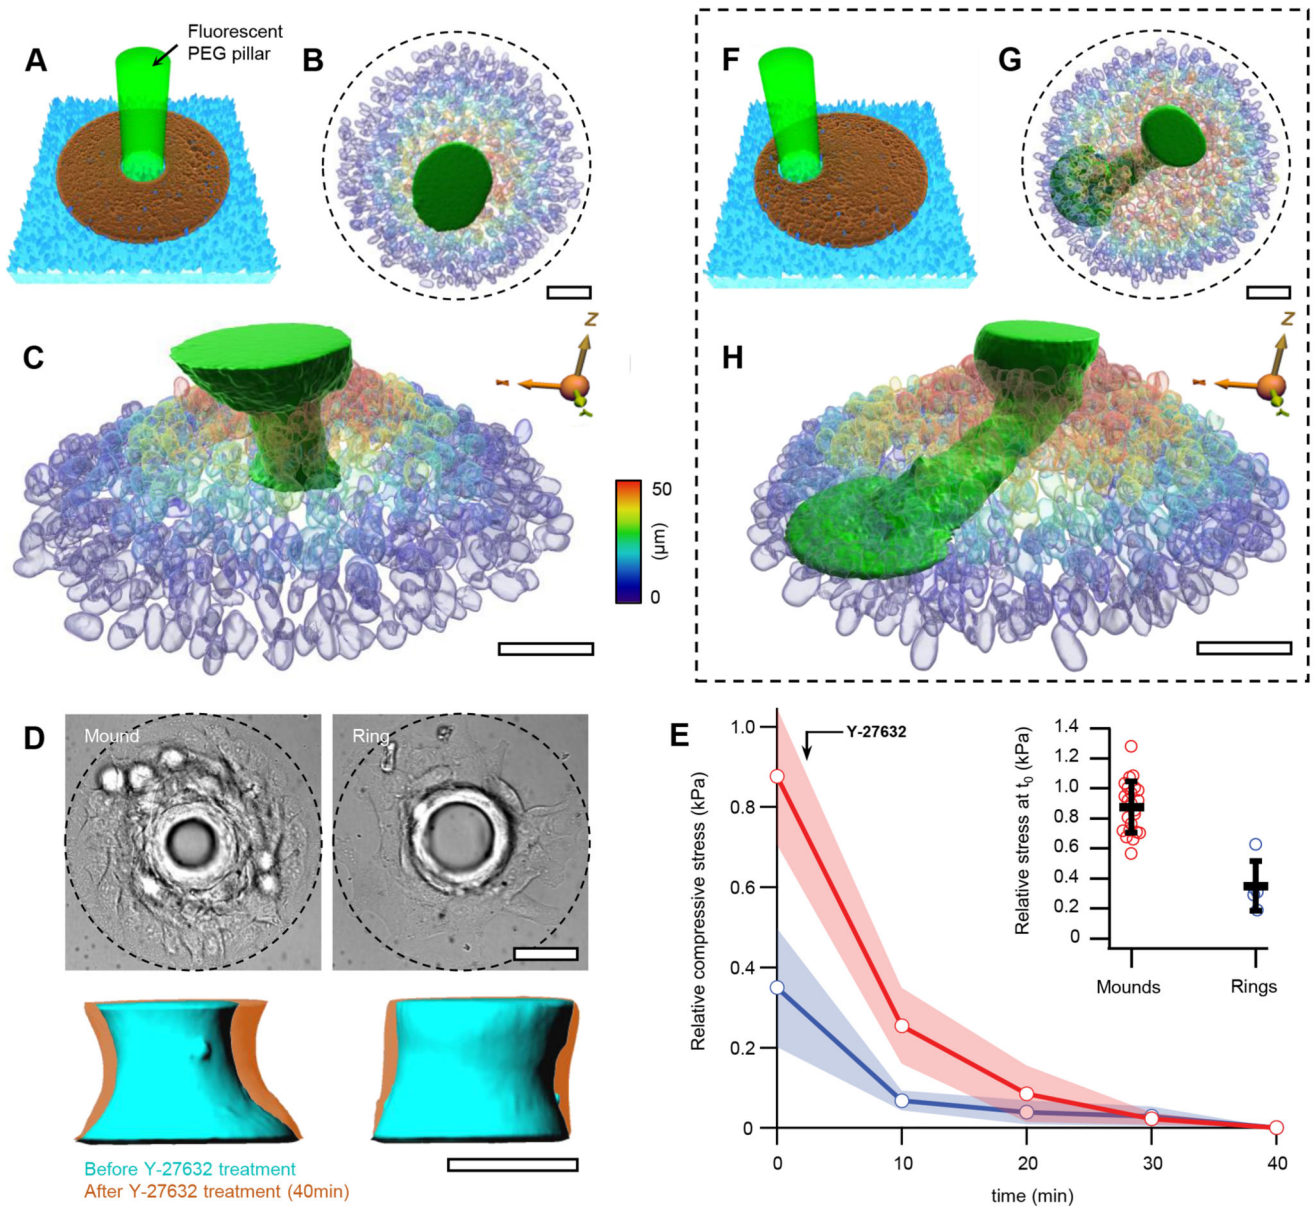 A
Fluorescent
PEG pillar
B
F
G
C
Z
H
Z
50
(µm)
0
D
Mound
Ring
Before Y-27632 treatment
After Y-27632 treatment (40min)
E
Y-27632
Relative compressive stress (kPa)
1.0
0.8
0.6
0.4
0.2
0
0
10
20
30
40
time (min)
Relative stress at t0 (kPa)
1.4
1.2
1.0
0.8
0.6
0.4
0.2
0
Mounds
Rings